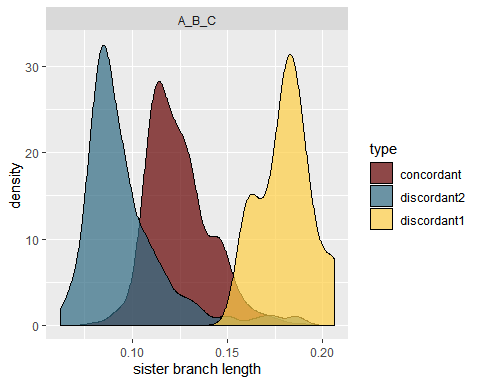 A_B_C
density
30
20
10
0
0.10 0.15 0.20
sister branch length
type
concordant
discordant2
discordant1